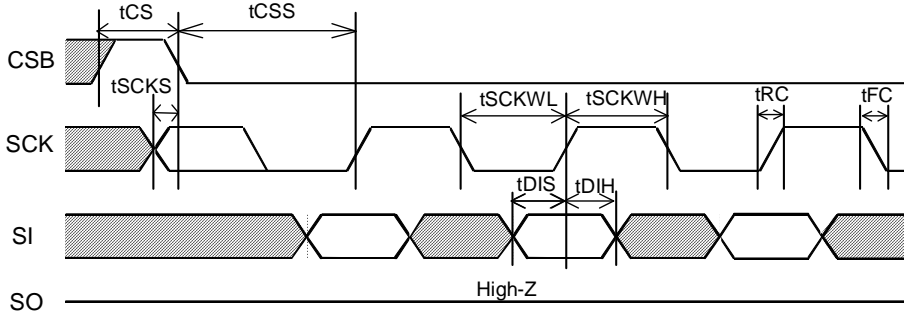 tCS tCSS
CSB
tSCKS tSCKWL tSCKWH tRC tFC
SCK
tDIS tDIH
SI
High-Z
SO